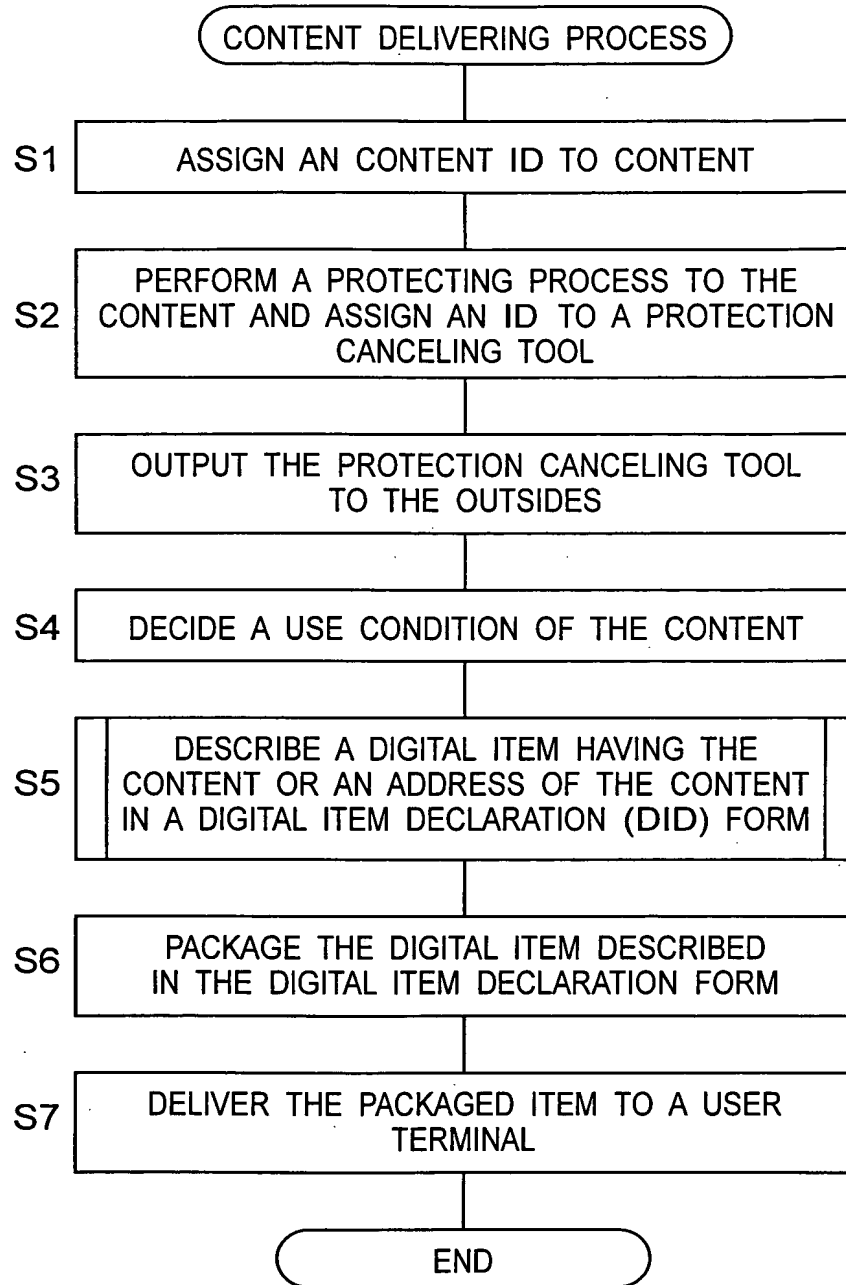 CONTENT DELIVERING PROCESS
S1
ASSIGN AN CONTENT ID TO CONTENT
S2
PERFORM A PROTECTING PROCESS TO THE
CONTENT AND ASSIGN AN ID TO A PROTECTION
CANCELING TOOL
S3
OUTPUT THE PROTECTION CANCELING TOOL
TO THE OUTSIDES
S4
DECIDE A USE CONDITION OF THE CONTENT
S5
DESCRIBE A DIGITAL ITEM HAVING THE
CONTENT OR AN ADDRESS OF THE CONTENT
IN A DIGITAL ITEM DECLARATION (DID) FORM
S6
PACKAGE THE DIGITAL ITEM DESCRIBED
IN THE DIGITAL ITEM DECLARATION FORM
S7
DELIVER THE PACKAGED ITEM TO A USER
TERMINAL
END